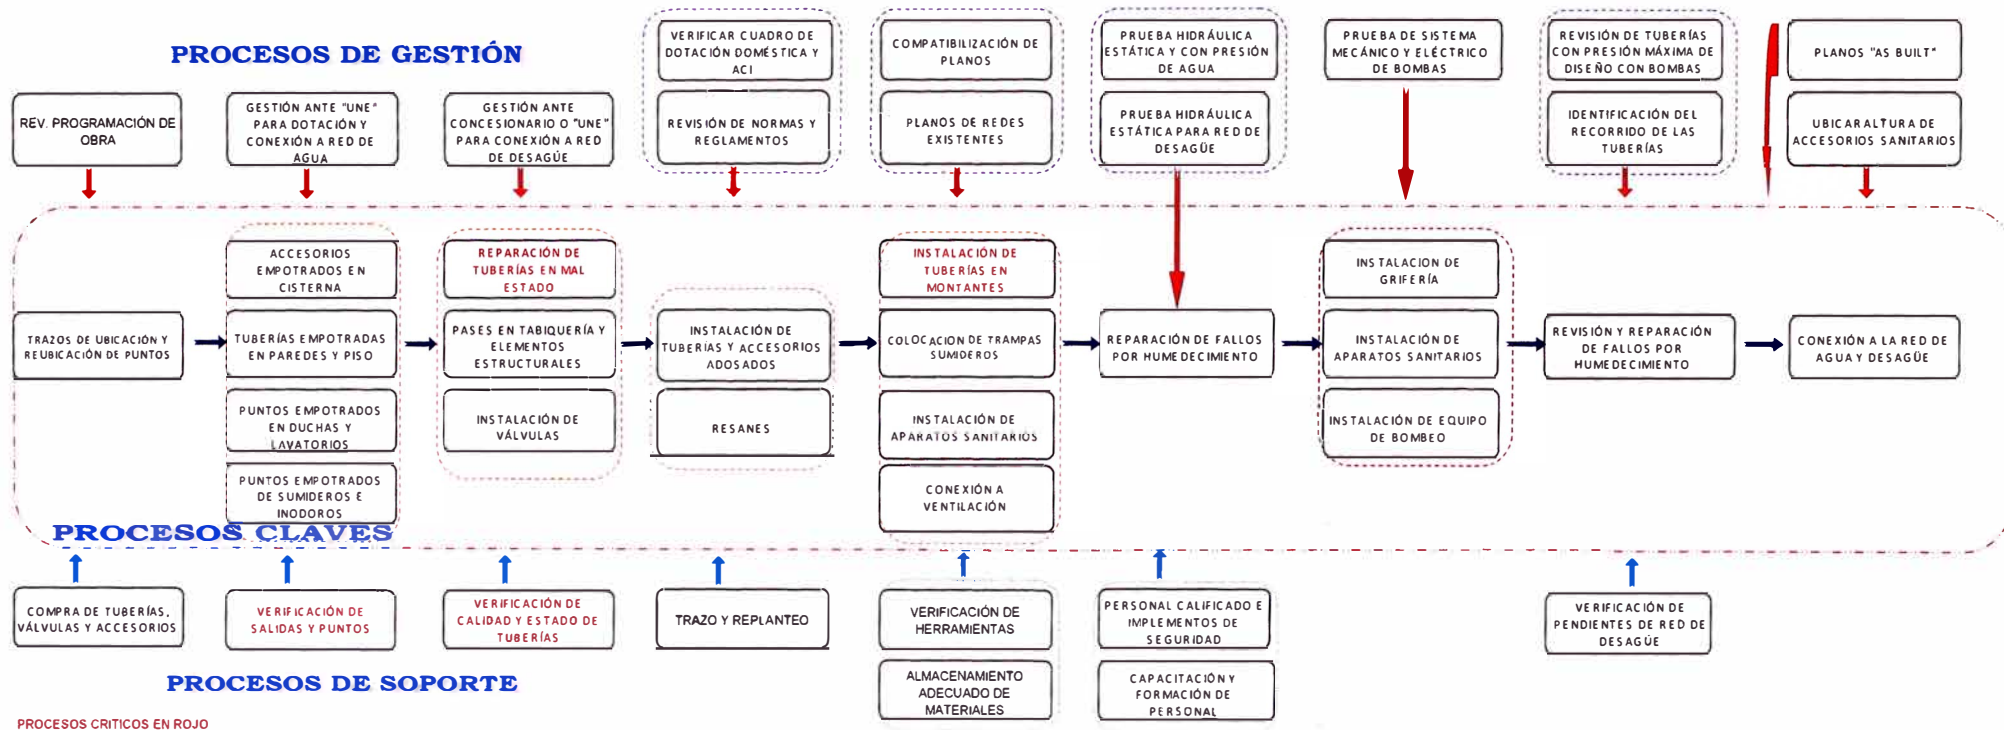 PROCESOS DE GESTIÓN
REV. PROGRAMACIÓN DE
OBRA
GESTIÓN ANTE "UNE"
PARA DOTACIÓN Y
CONEXIÓN A RED DE
AGUA
GESTIÓN ANTE
CONCESIONARIO O "UNE"
PARA CONEXIÓN A RED
DE DESAGÜE
VERIFICAR CUADRO DE
DOTACIÓN DOMÉSTICA Y
ACI
REVISIÓN DE NORMAS Y
REGLAMENTOS
COMPATIBILIZACIÓN DE
PLANOS
PLANOS DE REDES
EXISTENTES
PRUEBA HIDRÁULICA
ESTÁTICA Y CON PRESIÓN
DE AGUA
PRUEBA HIDRÁULICA
ESTÁTICA PARA RED DE
DESAGÜE
PRUEBA DE SISTEMA
MECÁNICO Y ELÉCTRICO
DE BOMBAS
REVISIÓN DE TUBERÍAS
CON PRESIÓN MÁXIMA DE
DISEÑO CON BOMBAS
IDENTIFICACIÓN DEL
RECORRIDO DE LAS
TUBERÍAS
PLANOS "AS BUILT"
UBICARALTURA DE
ACCESORIOS SANITARIOS
TRAZOS DE UBICACIÓN Y
REUBICACIÓN DE PUNTOS
ACCESORIOS
EMPOTRADOS EN
CISTERNA
TUBERÍAS EMPOTRADAS
EN PAREDES Y PISO
PUNTOS EMPOTRADOS
EN DUCHAS Y
LAVATORIOS
PUNTOS EMPOTRADOS
DE SUMIDEROS E
INODOROS
REPARACIÓN DE
TUBERÍAS EN MAL
ESTADO
PASES EN TABIQUERÍA Y
ELEMENTOS
ESTRUCTURALES
INSTALACIÓN DE
VÁLVULAS
INSTALACIÓN DE
TUBERÍAS Y ACCESORIOS
ADOSADOS
RESANES
INSTALACIÓN DE
TUBERÍAS EN
MONTANTES
COLOCACION DE TRAMPAS
SUMIDEROS
INSTALACIÓN DE
APARATOS SANITARIOS
CONEXIÓN A
VENTILACIÓN
REPARACIÓN DE FALLOS
POR HUMEDECIMIENTO
INSTALACION DE
GRIFERÍA
INSTALACIÓN DE
APARATOS SANITARIOS
INSTALACIÓN DE EQUIPO
DE BOMBEO
REVISIÓN Y REPARACIÓN
DE FALLOS POR
HUMEDECIMIENTO
CONEXIÓN A LA RED DE
AGUA Y DESAGÜE
PROCESOS CLAVES
COMPRA DE TUBERÍAS,
VÁLVULAS Y ACCESORIOS
VERIFICACIÓN DE
SALIDAS Y PUNTOS
VERIFICACIÓN DE
CALIDAD Y ESTADO DE
TUBERÍAS
TRAZO Y REPLANTEO
VERIFICACIÓN DE
HERRAMIENTAS
ALMACENAMIENTO
ADECUADO DE
MATERIALES
PERSONAL CALIFICADO E
IMPLEMENTOS DE
SEGURIDAD
CAPACITACIÓN Y
FORMACIÓN DE
PERSONAL
VERIFICACIÓN DE
PENDIENTES DE RED DE
DESAGÜE
PROCESOS DE SOPORTE
PROCESOS CRITICOS EN ROJO